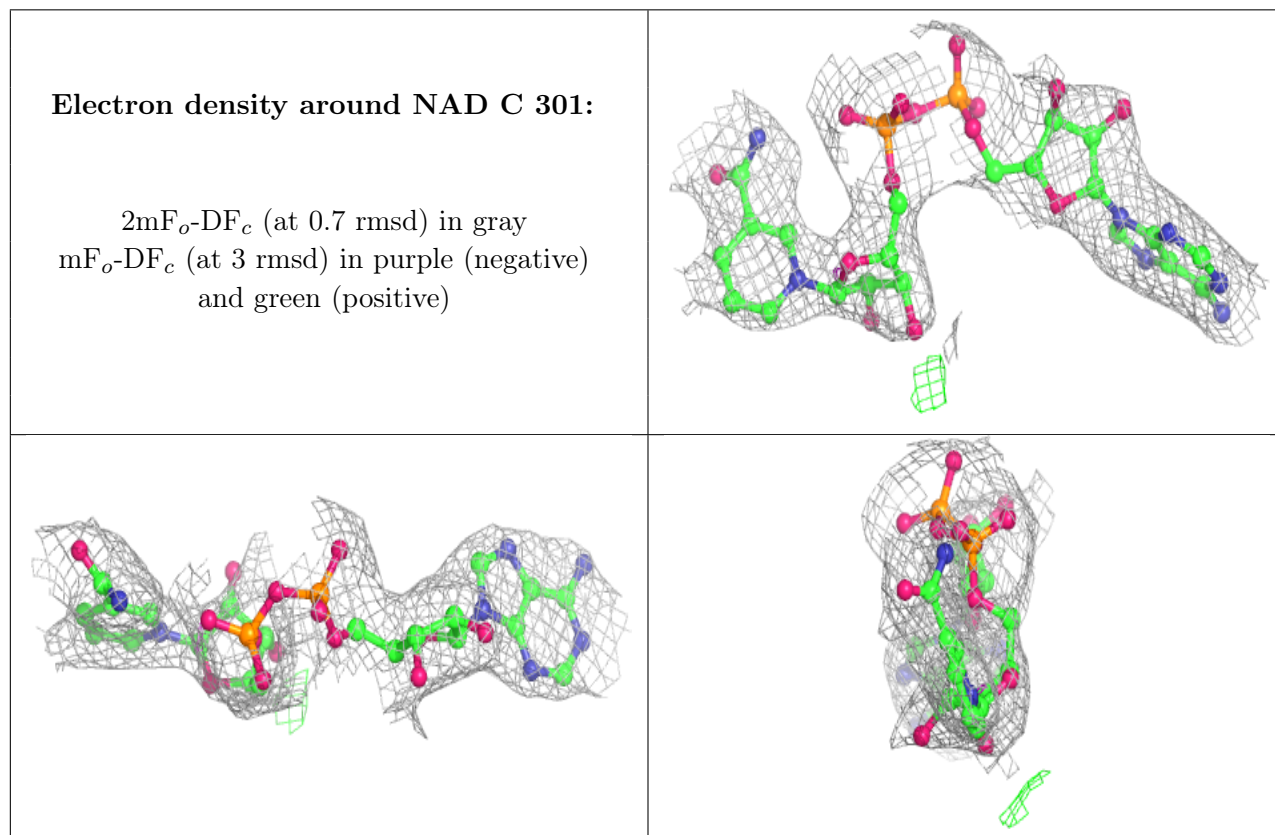 Electron density around NAD C 301:
2mFo-DFc (at 0.7 rmsd) in gray
mFo-DFc (at 3 rmsd) in purple (negative)
and green (positive)